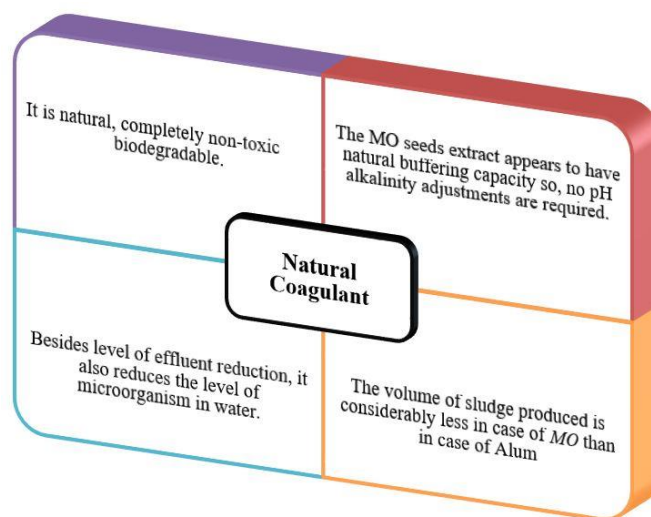 It is natural, completely non-toxic
biodegradable.
The MO seeds extract appears to have
natural buffering capacity so, no pH
alkalinity adjustments are required.
Natural
Coagulant
Besides level of effluent reduction, it
also reduces the level of
microorganism in water.
The volume of sludge produced is
considerably less in case of MO than
in case of Alum